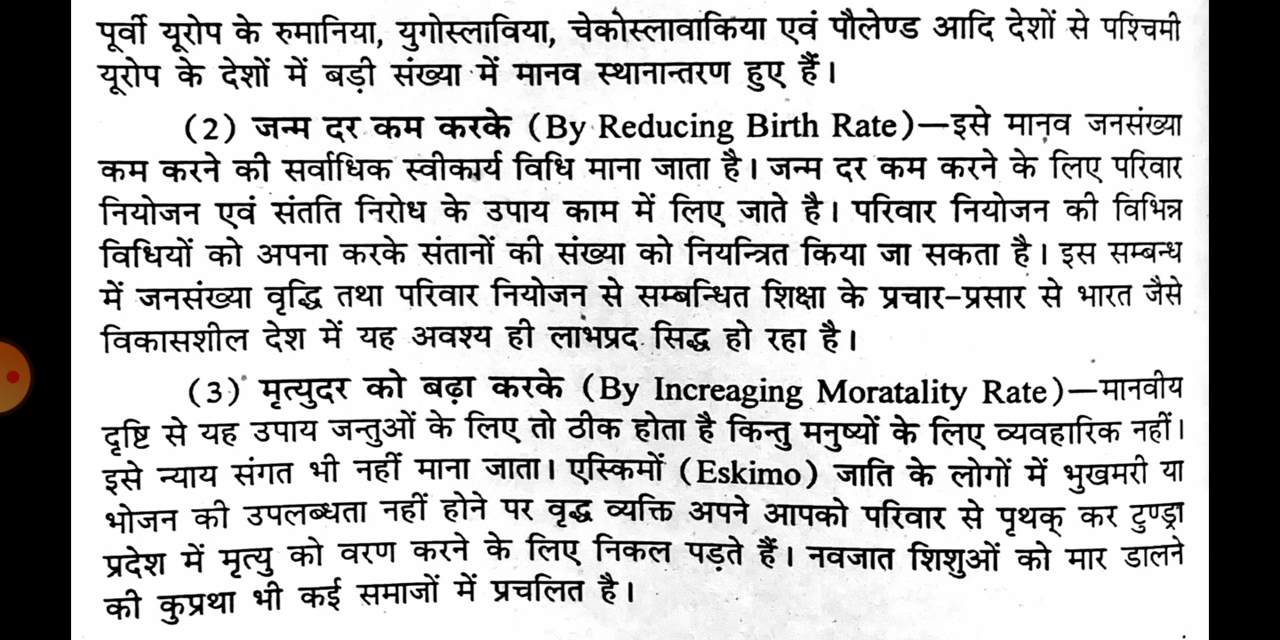 पूर्वी यूरोप के रुमानिया, युगोस्लाविया, चेकोस्लावाकिया एवं पौलेण्ड आदि देशों से पश्चिमी
यूरोप के देशों में बड़ी संख्या में मानव स्थानान्तरण हुए हैं।
(2) जन्म दर कम करके (By Reducing Birth Rate)—इसे मानव जनसंख्या
कम करने की सर्वाधिक स्वीकार्य विधि माना जाता है। जन्म दर कम करने के लिए परिवार
नियोजन एवं संतति निरोध के उपाय काम में लिए जाते है। परिवार नियोजन की विभिन्न
विधियों को अपना करके संतानों की संख्या को नियन्त्रित किया जा सकता है। इस सम्बन्ध
में जनसंख्या वृद्धि तथा परिवार नियोजन से सम्बन्धित शिक्षा के प्रचार-प्रसार से भारत जैसे
विकासशील देश में यह अवश्य ही लाभप्रद सिद्ध हो रहा है।
(3) मृत्युदर को बढ़ा करके (By Increaging Moratality Rate)—मानवीय
दृष्टि से यह उपाय जन्तुओं के लिए तो ठीक होता है किन्तु मनुष्यों के लिए व्यवहारिक नहीं।
इसे न्याय संगत भी नहीं माना जाता। एस्किमों (Eskimo) जाति के लोगों में भुखमरी या
भोजन की उपलब्धता नहीं होने पर वृद्ध व्यक्ति अपने आपको परिवार से पृथक् कर टुण्ड्रा
प्रदेश में मृत्यु को वरण करने के लिए निकल पड़ते हैं। नवजात शिशुओं को मार डालने
की कुप्रथा भी कई समाजों में प्रचलित है।